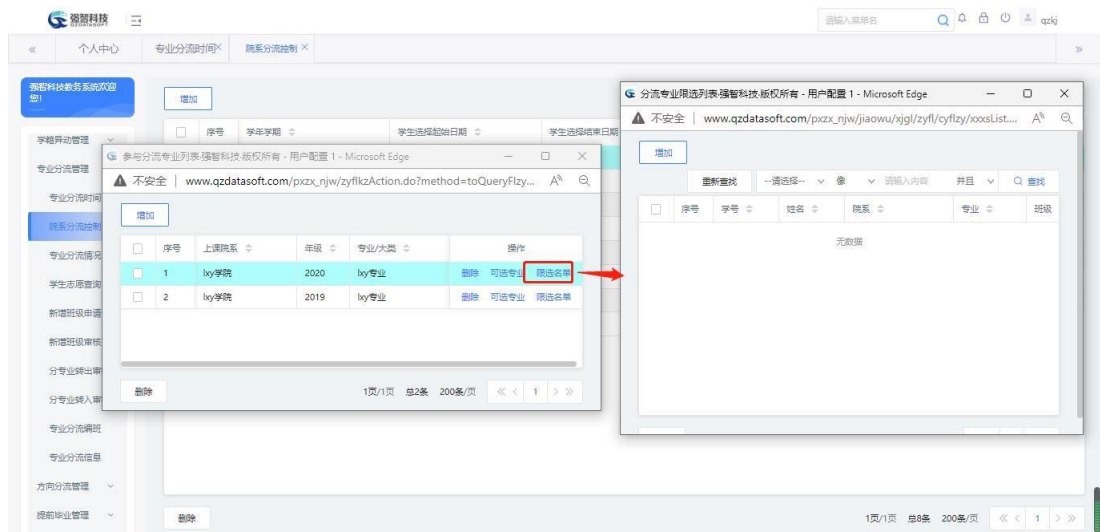 强智科技
QZDATASOFT
请输入菜单名
qzkj
个人中心
专业分流时间
院系分流控制
强智科技教务系统欢迎
您!
学籍异动管理
专业分流管理
专业分流时间
院系分流控制
专业分流情况
学生志愿查询
新增班级申请
新增班级审核
分专业转出审
分专业转入审
专业分流编班
专业分流信息
方向分流管理
提前毕业管理
增加
序号 学年学期 学生选择起始日期 学生选择结束日期
参与分流专业列表-强智科技-版权所有 - 用户配置 1 - Microsoft Edge
不安全 | www.qzdatasoft.com/pxzx_njw/zyflkzAction.do?method=toQueryFlzy...
增加
序号 上课院系 年级 专业/大类 操作
1 lxy学院 2020 lxy专业 删除 可选专业 限选名单
2 lxy学院 2019 lxy专业 删除 可选专业 限选名单
删除 1页/1页 总2条 200条/页 1
分流专业限选列表-强智科技-版权所有 - 用户配置 1 - Microsoft Edge
不安全 | www.qzdatasoft.com/pxzx_njw/jiaowu/xjgl/zyfl/cyflzy/xxxsList....
增加
重新查找 --请选择-- 像 请输入内容 并且 查找
序号 学号 姓名 院系 专业 班级
无数据
删除 1页/1页 总8条 200条/页 1